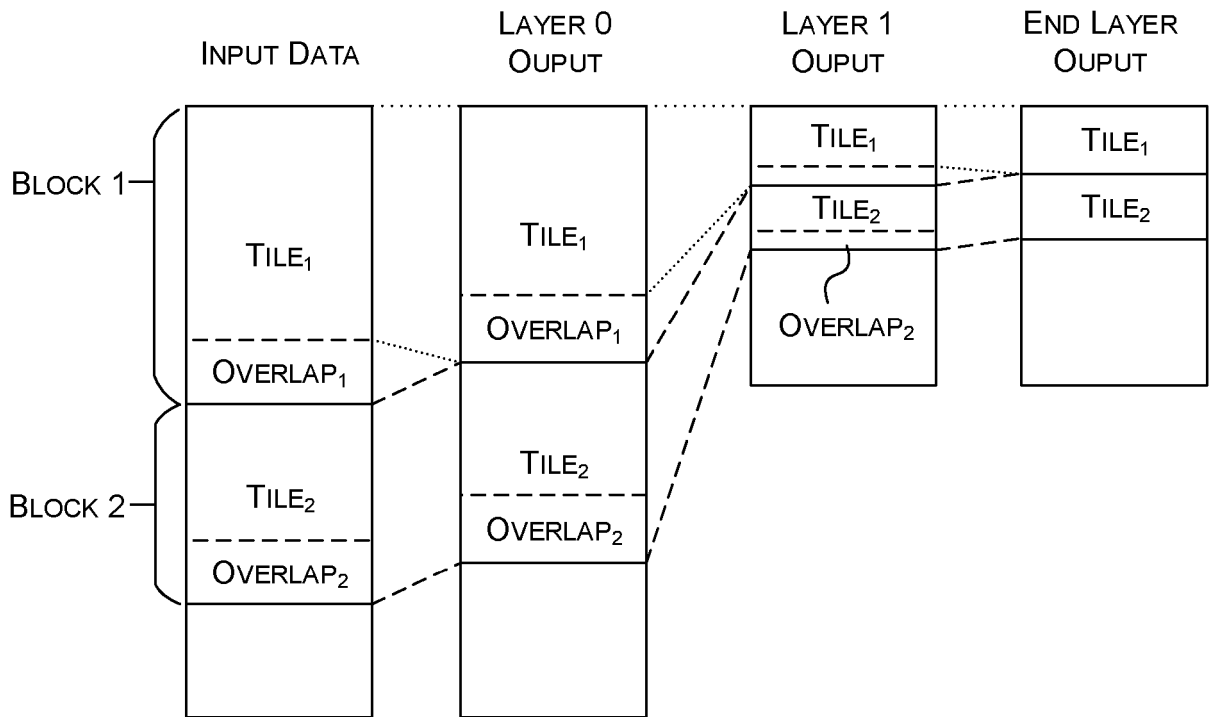 INPUT DATA
LAYER 0
OUPUT
LAYER 1
OUPUT
END LAYER
OUPUT
BLOCK 1
TILE₁
OVERLAP₁
BLOCK 2
TILE₂
OVERLAP₂
TILE₁
OVERLAP₁
TILE₂
OVERLAP₂
TILE₁
TILE₂
OVERLAP₂
TILE₁
TILE₂